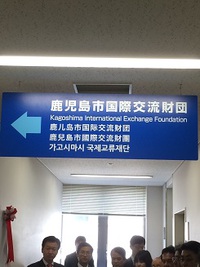 鹿児島市国際交流財団
Kagoshima International Exchange Foundation
鹿儿岛市国际交流财团
鹿兒島市國際交流財團
가고시마시 국제교류재단